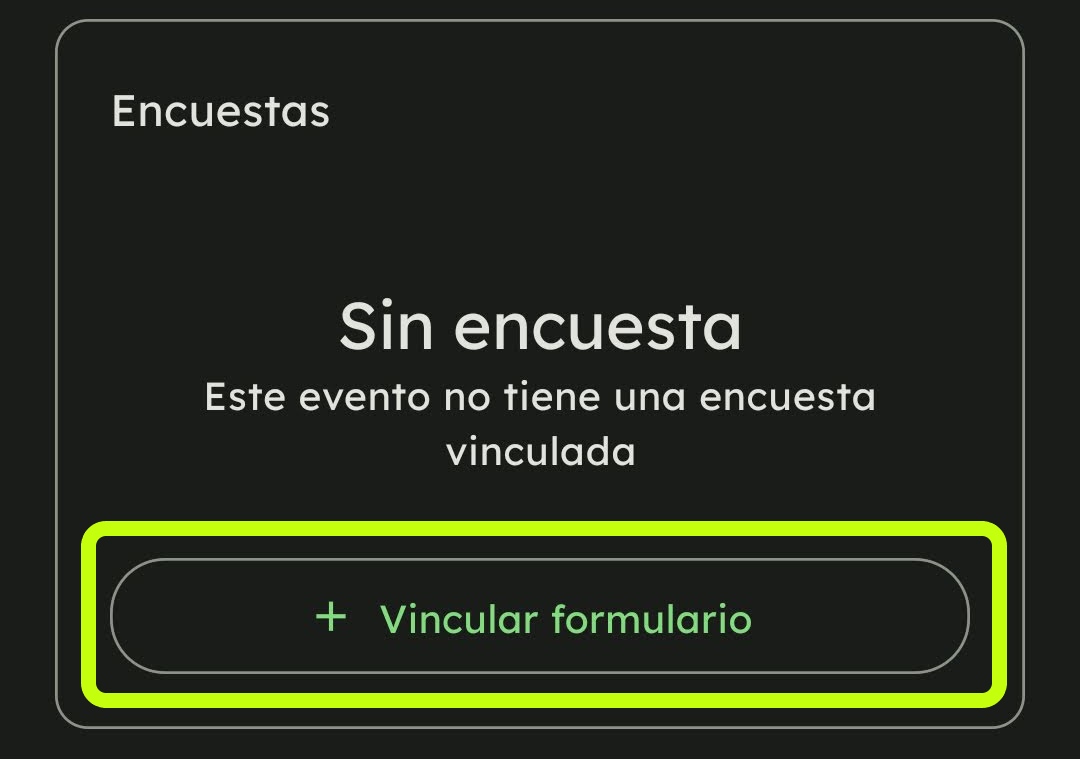 Encuestas
Sin encuesta
Este evento no tiene una encuesta
vinculada
+ Vincular formulario